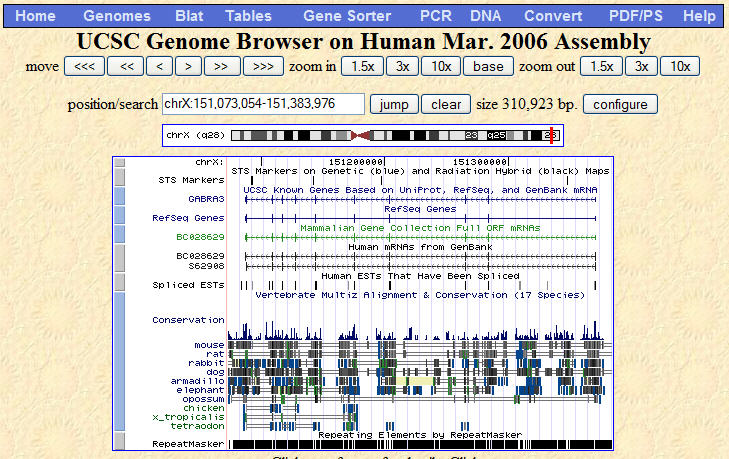 Home Genomes Blat Tables Gene Sorter PCR DNA Convert PDF/PS Help
UCSC Genome Browser on Human Mar. 2006 Assembly
move <<< << < > >> >>> zoom in 1.5x 3x 10x base zoom out 1.5x 3x 10x
position/search chrX:151,073,054-151,383,976 jump clear size 310,923 bp. configure
chrX (q28) 23 q25 28
chrX: 151200000 151300000
STS Markers on Genetic (blue) and Radiation Hybrid (black) Maps
STS Markers
UCSC Known Genes Based on UniProt, RefSeq, and GenBank mRNA
GABRA3
RefSeq Genes
RefSeq Genes
Mammalian Gene Collection Full ORF mRNAs
BC028629
Human mRNAs from GenBank
BC028629
S62908
Human ESTs That Have Been Spliced
Spliced ESTs
Vertebrate Multiz Alignment & Conservation (17 Species)
Conservation
mouse
rat
rabbit
dog
armadillo
elephant
opossum
chicken
x_tropicalis
tetraodon
Repeating Elements by RepeatMasker
RepeatMasker